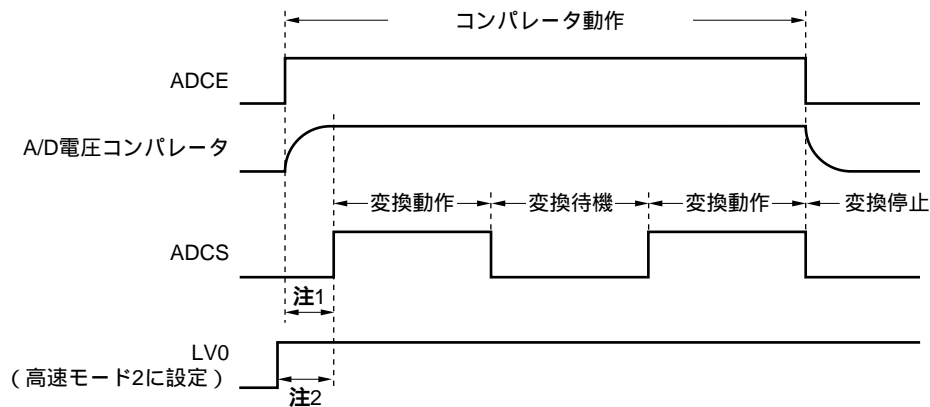 コンパレータ動作
ADCE
A/D電圧コンパレータ
変換動作 変換待機 変換動作 変換停止
ADCS
注1
LV0
(高速モード2に設定)
注2